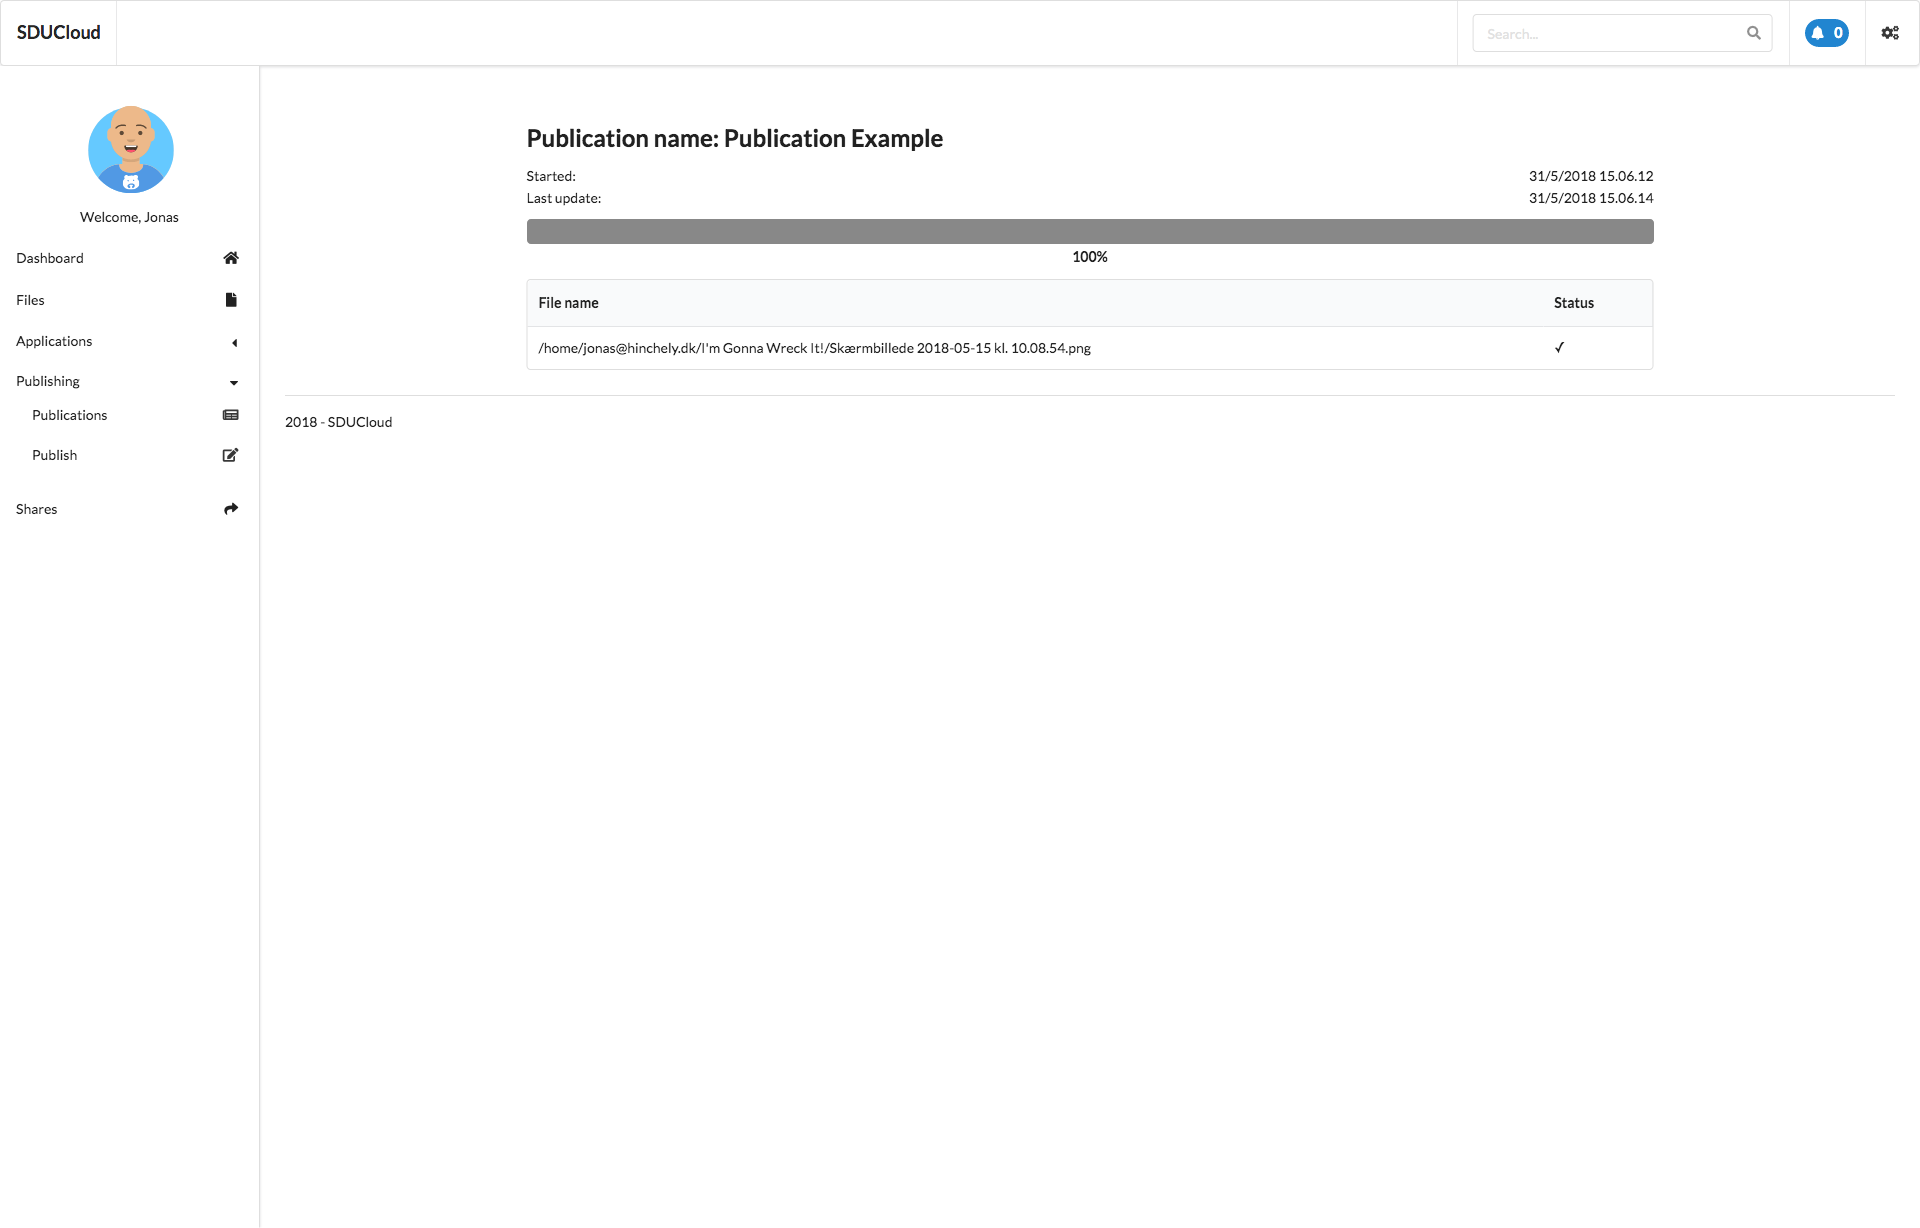 SDUCloud
Search...
0
Welcome, Jonas
Dashboard
Files
Applications
Publishing
Publications
Publish
Shares
Publication name: Publication Example
Started: 31/5/2018 15.06.12
Last update: 31/5/2018 15.06.14
100%
File name Status
/home/jonas@hinchely.dk/I'm Gonna Wreck It!/Skærmbillede 2018-05-15 kl. 10.08.54.png ✓
2018 - SDUCloud